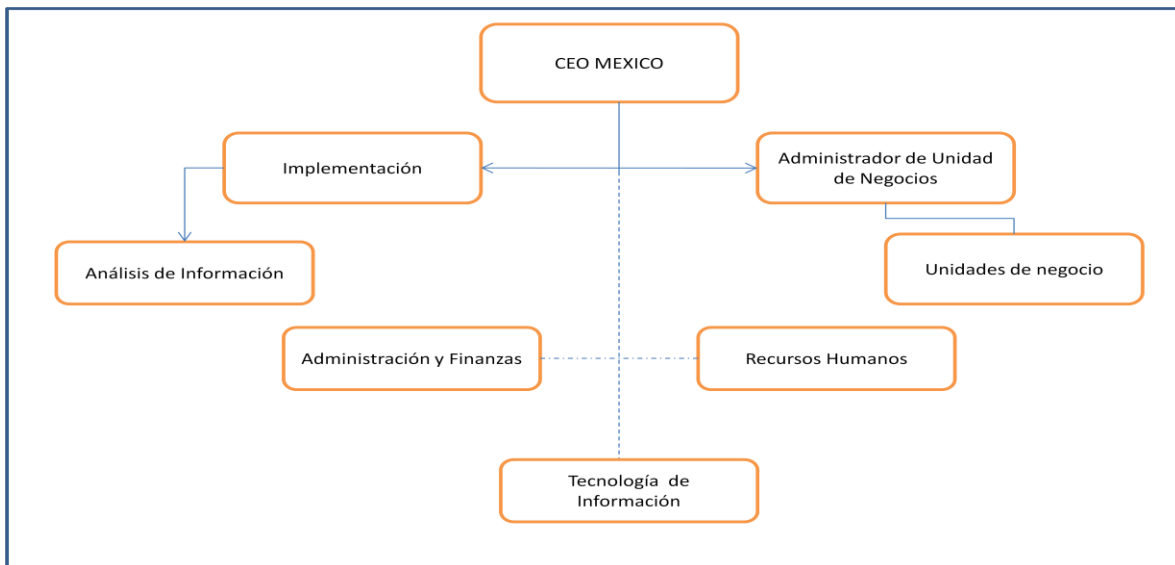 CEO MEXICO
Implementación
Administrador de Unidad
de Negocios
Análisis de Información
Unidades de negocio
Administración y Finanzas
Recursos Humanos
Tecnología de
Información